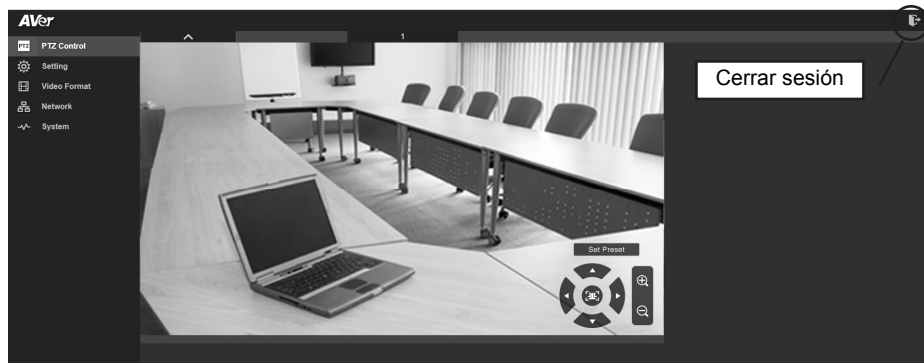 AVer
PTZ PTZ Control
Setting
Video Format
Network
System
1
Cerrar sesión
Set Preset